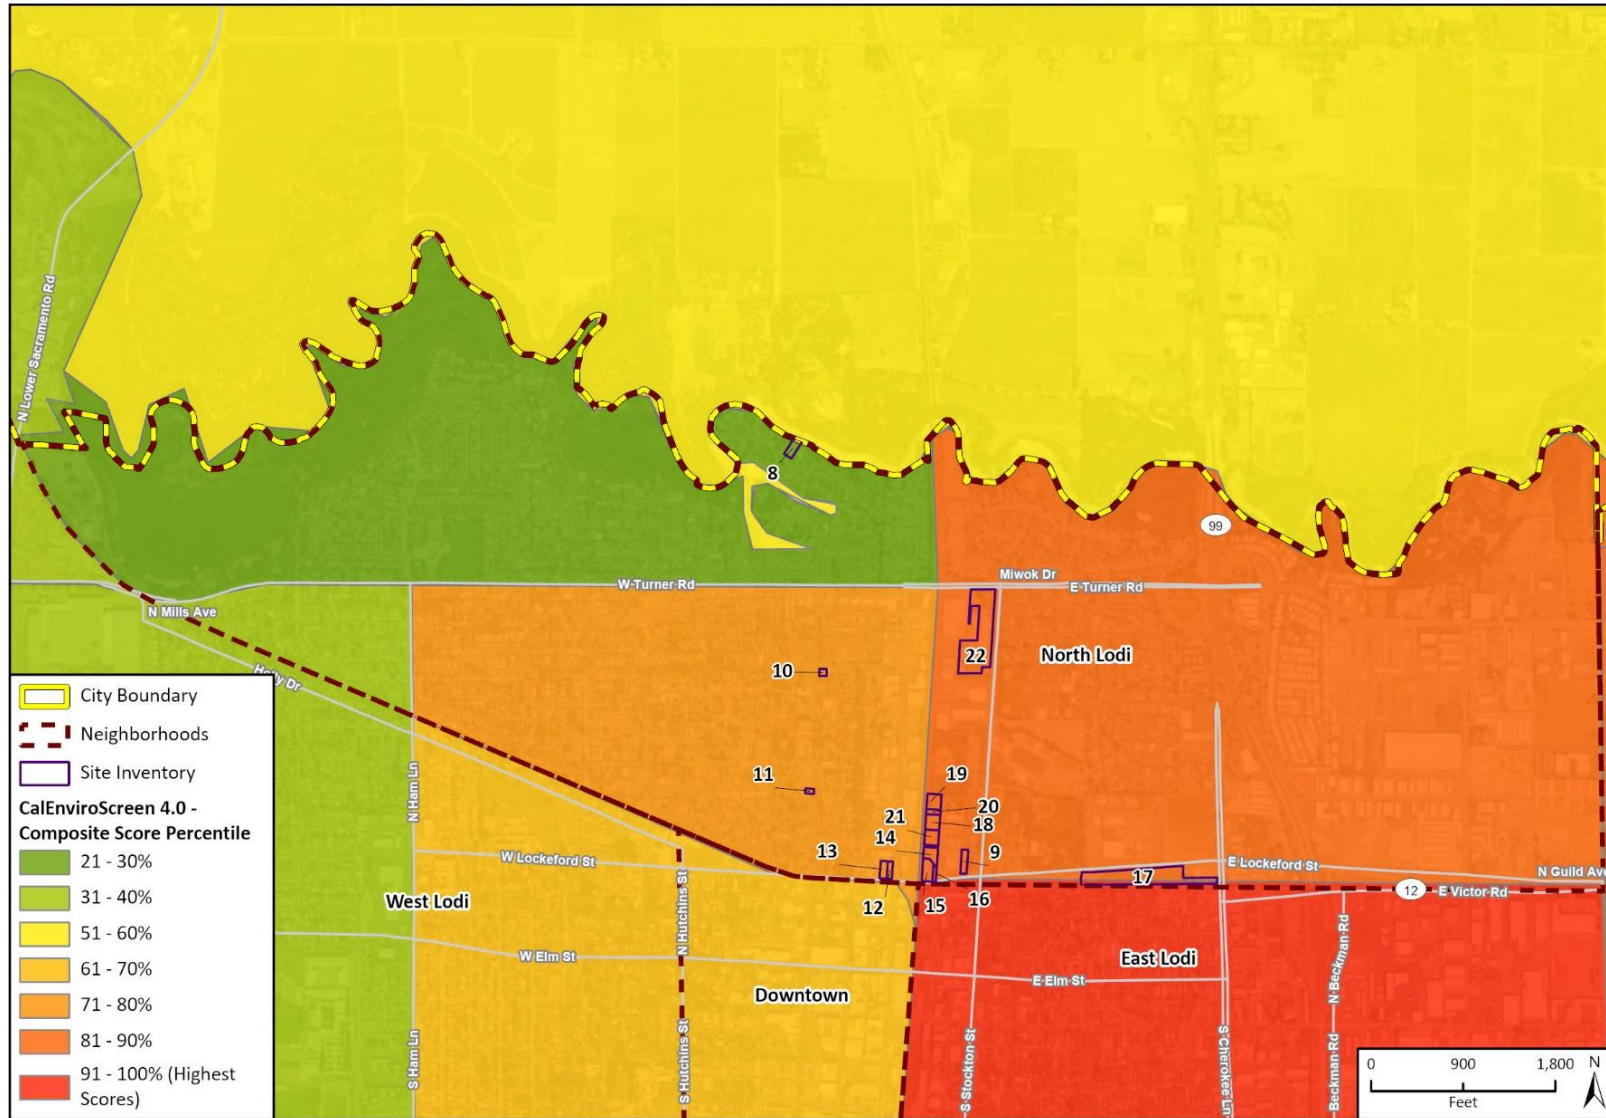 N Lower Sacramento Rd
8
99
W Turner Rd
Miwok Dr
E Turner Rd
N Mills Ave
Holly Dr
10
22
North Lodi
11
N Ham Ln
19
20
21
18
14
13
9
W Lockeford St
E Lockeford St
17
N Guild Ave
12
E Victor Rd
West Lodi
12
15
16
N Hutchins St
W Elm St
East Lodi
E Elm St
N Beckman Rd
Downtown
S Ham Ln
S Hutchins St
S Stockton St
S Cherokee Ln
Beckman Rd
City Boundary
Neighborhoods
Site Inventory
CalEnviroScreen 4.0 -
Composite Score Percentile
21 - 30%
31 - 40%
51 - 60%
61 - 70%
71 - 80%
81 - 90%
91 - 100% (Highest
Scores)
0 900 1,800
Feet
N